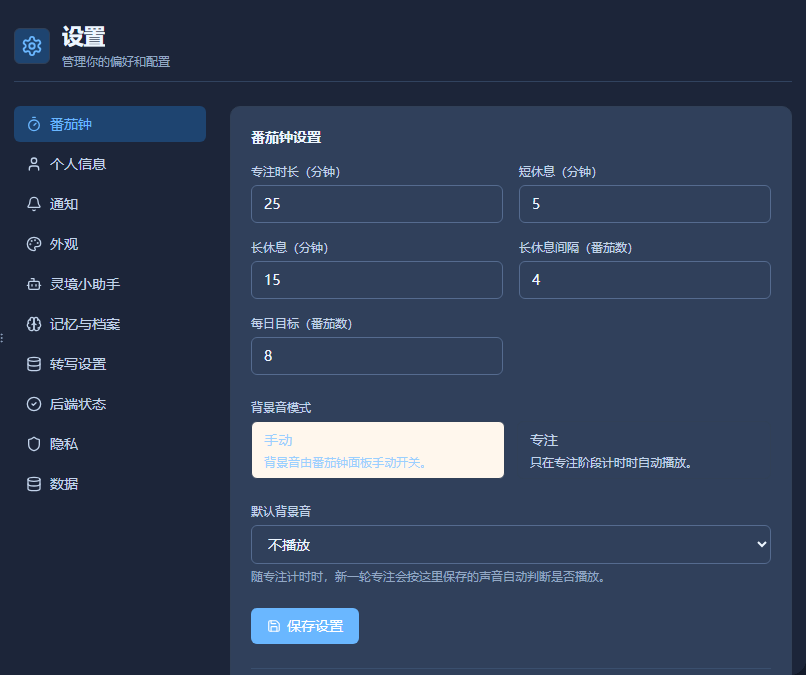 设置
管理你的偏好和配置
番茄钟
个人信息
通知
外观
灵境小助手
记忆与档案
转写设置
后端状态
隐私
数据
番茄钟设置
专注时长（分钟）
短休息（分钟）
25
5
长休息（分钟）
长休息间隔（番茄数）
15
4
每日目标（番茄数）
8
背景音模式
手动
背景音由番茄钟面板手动开关。
专注
只在专注阶段计时时自动播放。
默认背景音
不播放
随专注计时时，新一轮专注会按这里保存的声音自动判断是否播放。
保存设置